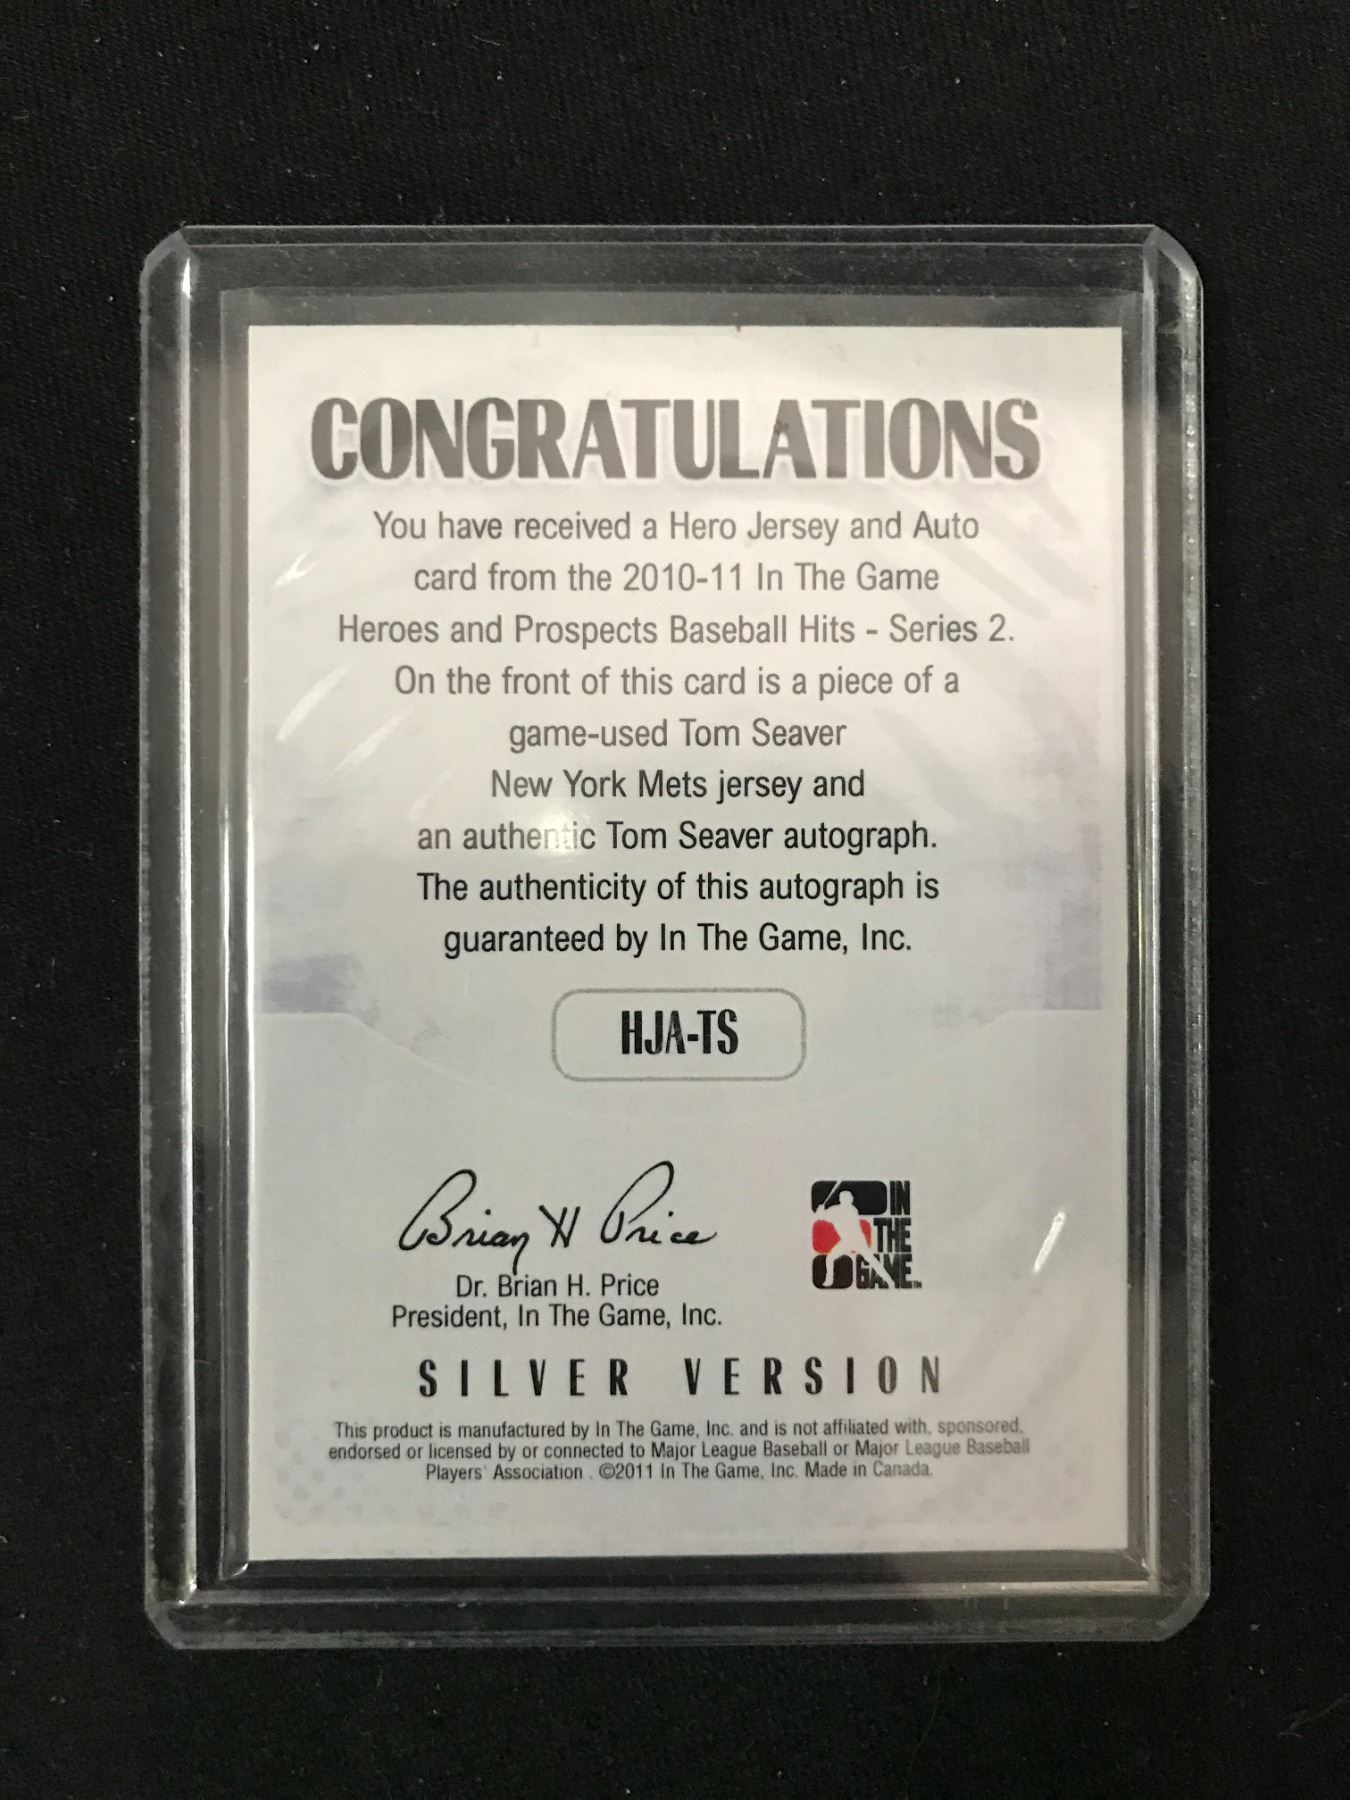 CONGRATULATIONS
You have received a Hero Jersey and Auto
card from the 2010-11 In The Game
Heroes and Prospects Baseball Hits - Series 2.
On the front of this card is a piece of a
game-used Tom Seaver
New York Mets jersey and
an authentic Tom Seaver autograph.
The authenticity of this autograph is
guaranteed by In The Game, Inc.
HJA-TS
Brian H Price
Dr. Brian H. Price
President, In The Game, Inc.
IN
THE
GAME™
SILVER VERSION
This product is manufactured by In The Game, Inc. and is not affiliated with, sponsored,
endorsed or licensed by or connected to Major League Baseball or Major League Baseball
Players' Association . ©2011 In The Game, Inc. Made in Canada.